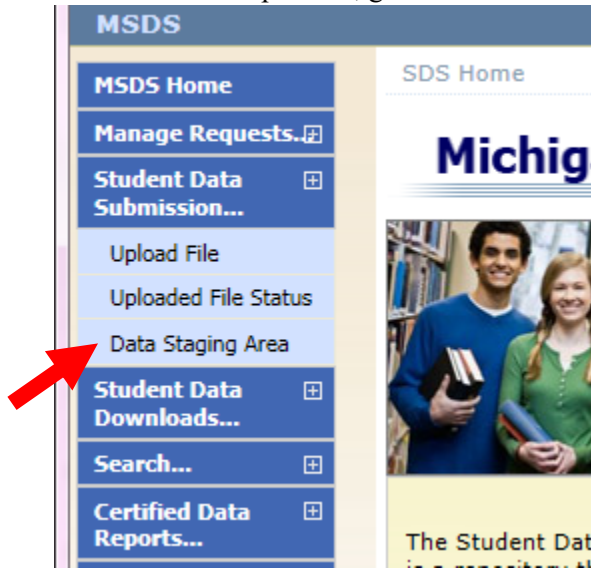 MSDS
MSDS Home
Manage Requests...
Student Data
Submission...
Upload File
Uploaded File Status
Data Staging Area
Student Data
Downloads...
Search...
Certified Data
Reports...
SDS Home
Michig
The Student Dat